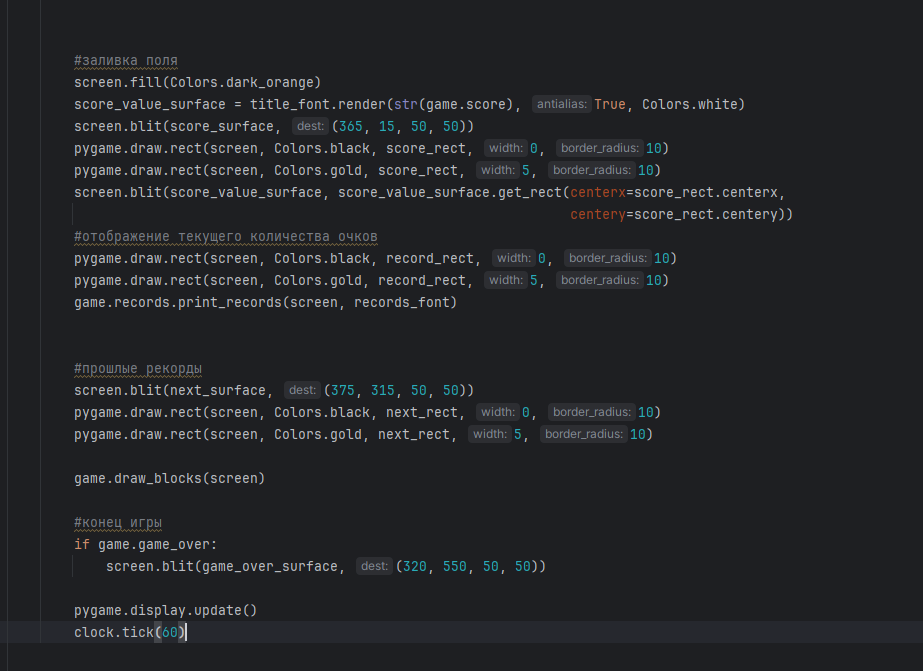 #заливка поля
screen.fill(Colors.dark_orange)
score_value_surface = title_font.render(str(game.score), antialias: True, Colors.white)
screen.blit(score_surface, dest: (365, 15, 50, 50))
pygame.draw.rect(screen, Colors.black, score_rect, width: 0, border_radius: 10)
pygame.draw.rect(screen, Colors.gold, score_rect, width: 5, border_radius: 10)
screen.blit(score_value_surface, score_value_surface.get_rect(centerx=score_rect.centerx,
centery=score_rect.centery))
#отображение текущего количества очков
pygame.draw.rect(screen, Colors.black, record_rect, width: 0, border_radius: 10)
pygame.draw.rect(screen, Colors.gold, record_rect, width: 5, border_radius: 10)
game.records.print_records(screen, records_font)
#прошлые рекорды
screen.blit(next_surface, dest: (375, 315, 50, 50))
pygame.draw.rect(screen, Colors.black, next_rect, width: 0, border_radius: 10)
pygame.draw.rect(screen, Colors.gold, next_rect, width: 5, border_radius: 10)
game.draw_blocks(screen)
#конец игры
if game.game_over:
screen.blit(game_over_surface, dest: (320, 550, 50, 50))
pygame.display.update()
clock.tick(60)